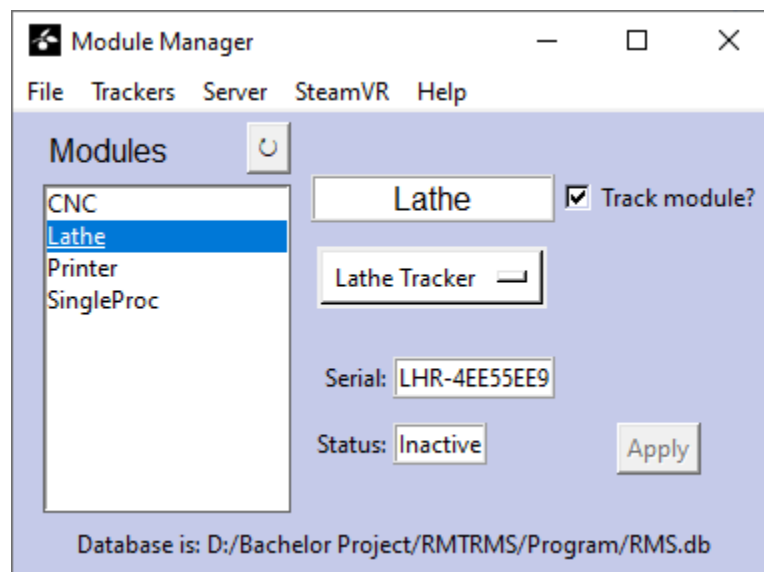 Module Manager
File Trackers Server SteamVR Help
Modules
CNC
Lathe
Printer
SingleProc
Lathe
Track module?
Lathe Tracker
Serial: LHR-4EE55EE9
Status: Inactive
Apply
Database is: D:/Bachelor Project/RMTRMS/Program/RMS.db